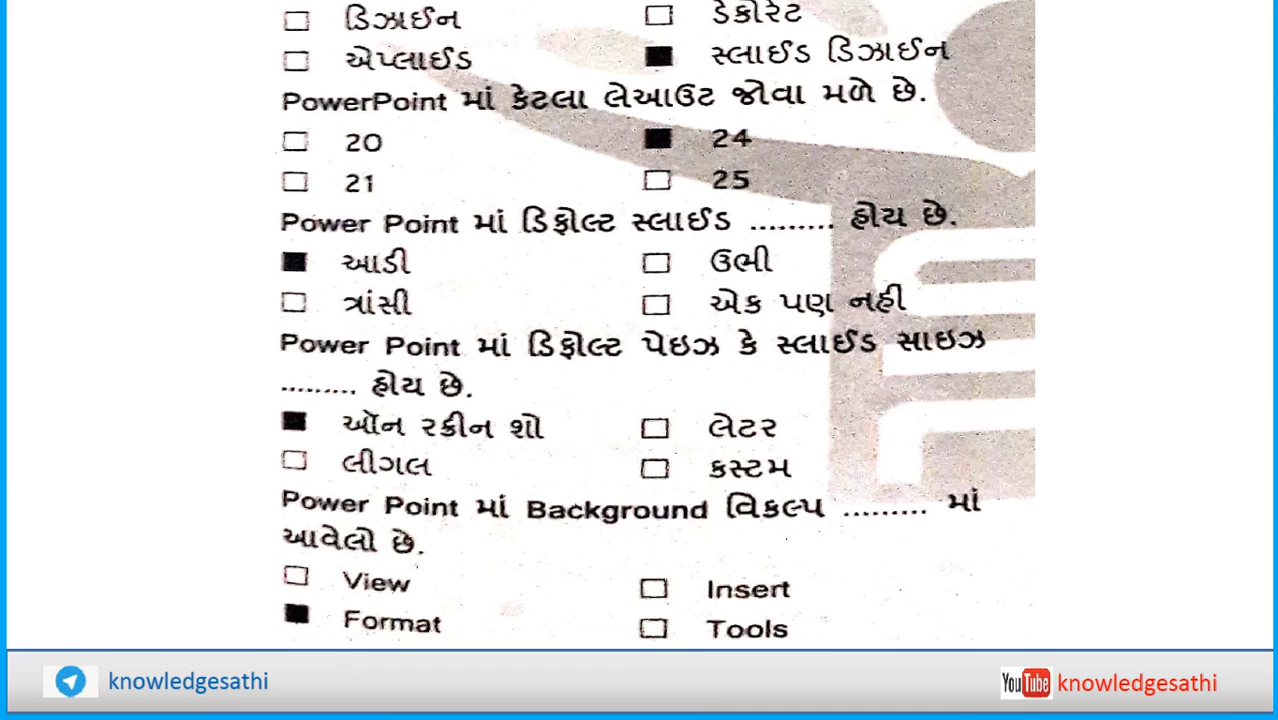 ☐ ડિઝાઈન ☐ ડેકોરેટ
☐ એપ્લાઈડ ■ સ્લાઈડ ડિઝાઈન
PowerPoint માં કેટલા લેઆઉટ જોવા મળે છે.
☐ 20 ■ 24
☐ 21 ☐ 25
Power Point માં ડિફોલ્ટ સ્લાઈડ ......... હોય છે.
■ આડી ☐ ઉભી
☐ ત્રાંસી ☐ એક પણ નહી
Power Point માં ડિફોલ્ટ પેઇઝ કે સ્લાઈડ સાઇઝ
......... હોય છે.
■ ઑન સ્ક્રીન શો ☐ લેટર
☐ લીગલ ☐ કસ્ટમ
Power Point માં Background વિકલ્પ ......... માં
આવેલો છે.
☐ View ☐ Insert
■ Format ☐ Tools
knowledgesathi
YouTube knowledgesathi